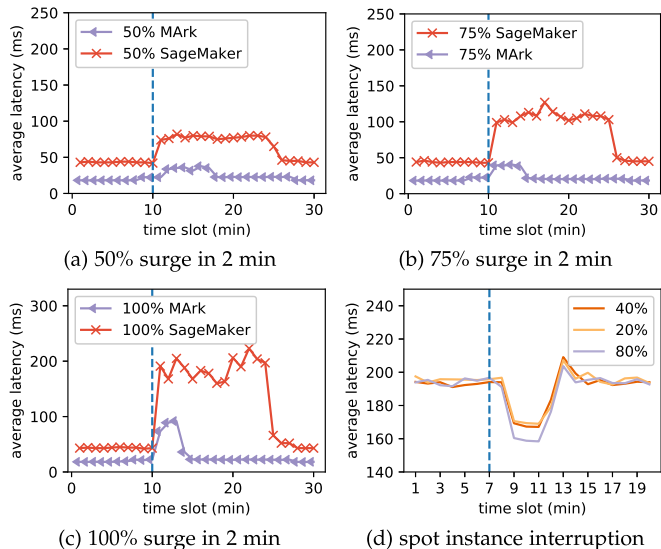 250
200
150
100
50
0
average latency (ms)
50% MArk
50% SageMaker
0 10 20 30
time slot (min)
(a) 50% surge in 2 min
250
200
150
100
50
0
average latency (ms)
75% SageMaker
75% MArk
0 10 20 30
time slot (min)
(b) 75% surge in 2 min
300
200
100
0
average latency (ms)
100% MArk
100% SageMaker
0 10 20 30
time slot (min)
(c) 100% surge in 2 min
240
220
200
180
160
140
average latency (ms)
40%
20%
80%
1 3 5 7 9 11 13 15 17 19
time slot (min)
(d) spot instance interruption